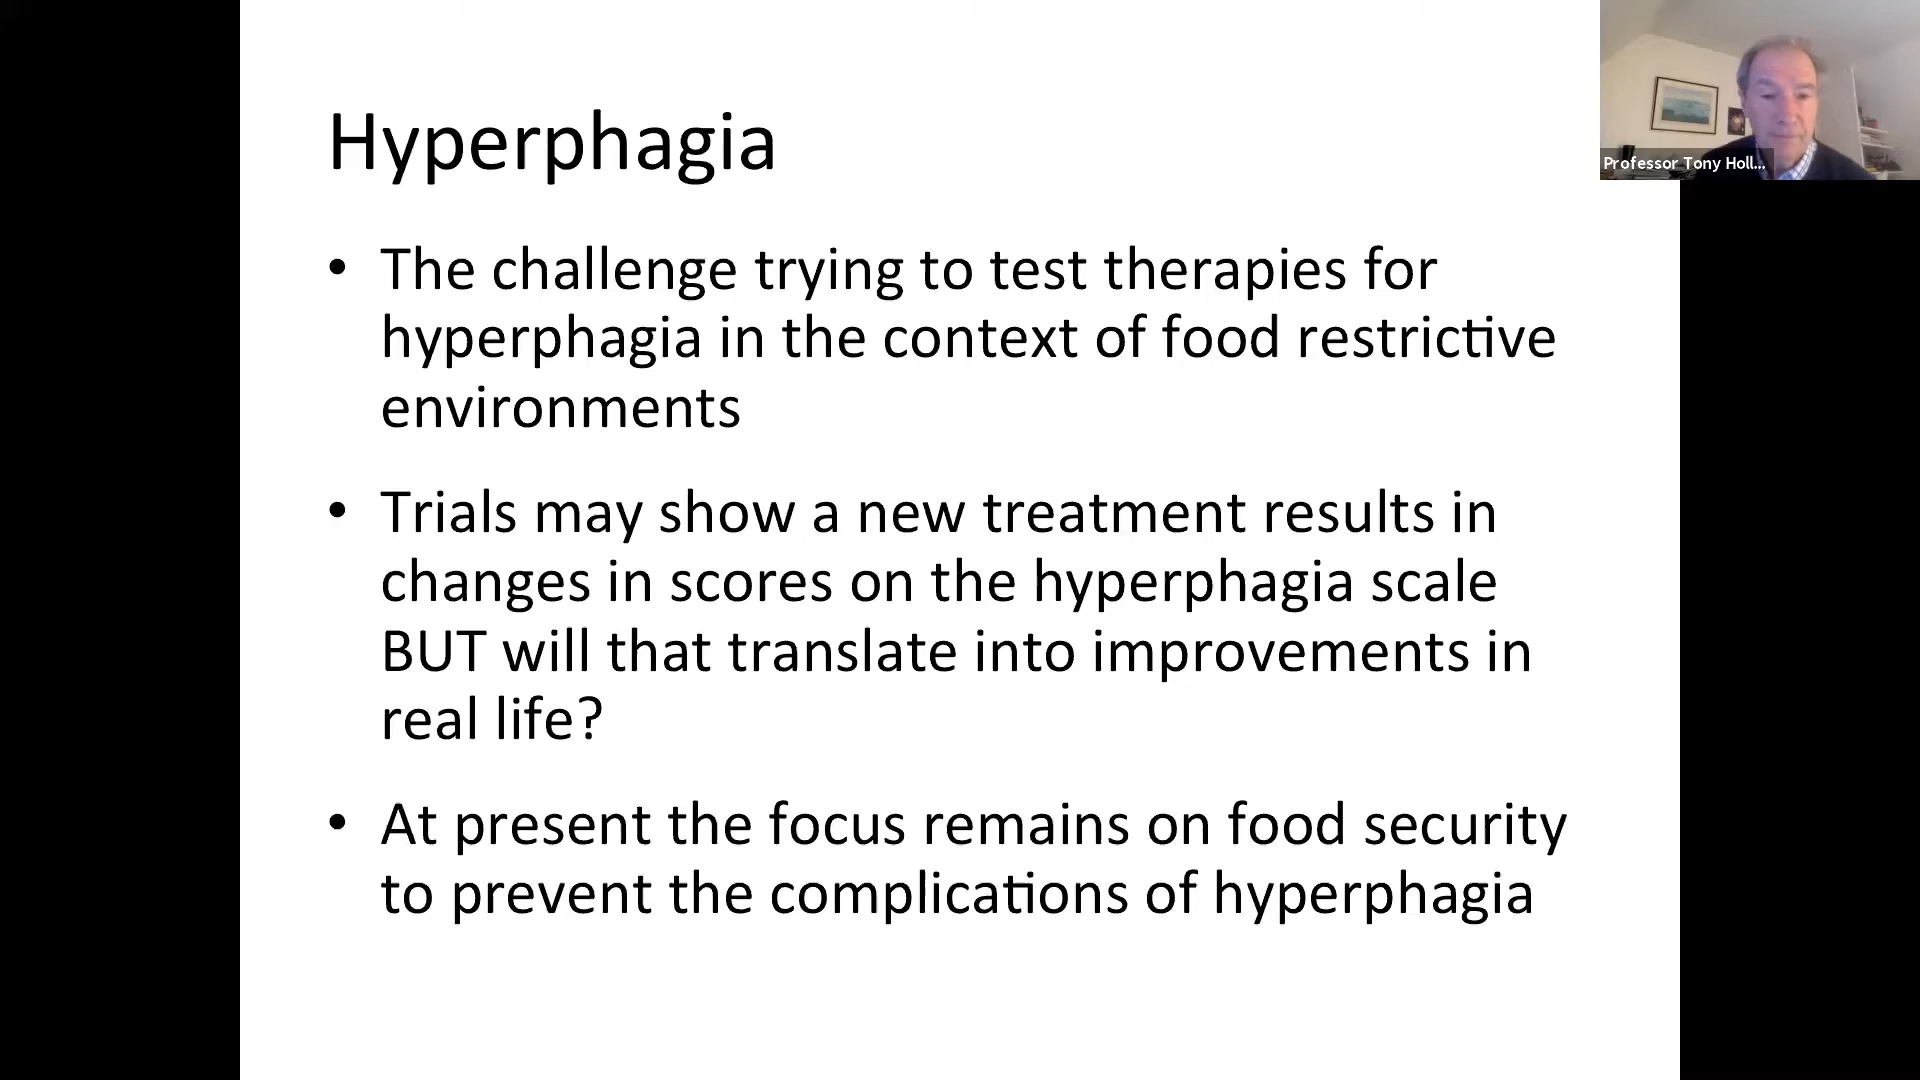 Hyperphagia
• The challenge trying to test therapies for
hyperphagia in the context of food restrictive
environments
• Trials may show a new treatment results in
changes in scores on the hyperphagia scale
BUT will that translate into improvements in
real life?
• At present the focus remains on food security
to prevent the complications of hyperphagia
Professor Tony Holl...